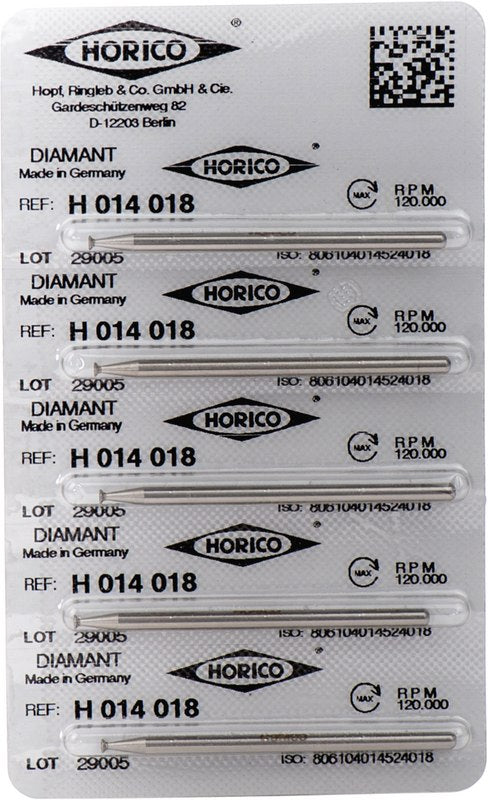 HORICO ®
Hopf, Ringleb & Co. GmbH & Cie.
Gardeschützenweg 82
D-12203 Berlin
DIAMANT
Made in Germany
HORICO ®
MAX
RPM
120.000
REF: H 014 018
LOT 29005
ISO: 806104014524018
DIAMANT
Made in Germany
HORICO ®
MAX
RPM
120.000
REF: H 014 018
LOT 29005
ISO: 806104014524018
DIAMANT
Made in Germany
HORICO ®
MAX
RPM
120.000
REF: H 014 018
LOT 29005
ISO: 806104014524018
DIAMANT
Made in Germany
HORICO ®
MAX
RPM
120.000
REF: H 014 018
LOT 29005
ISO: 806104014524018
DIAMANT
Made in Germany
HORICO ®
MAX
RPM
120.000
REF: H 014 018
HORICO
LOT 29005
ISO: 806104014524018